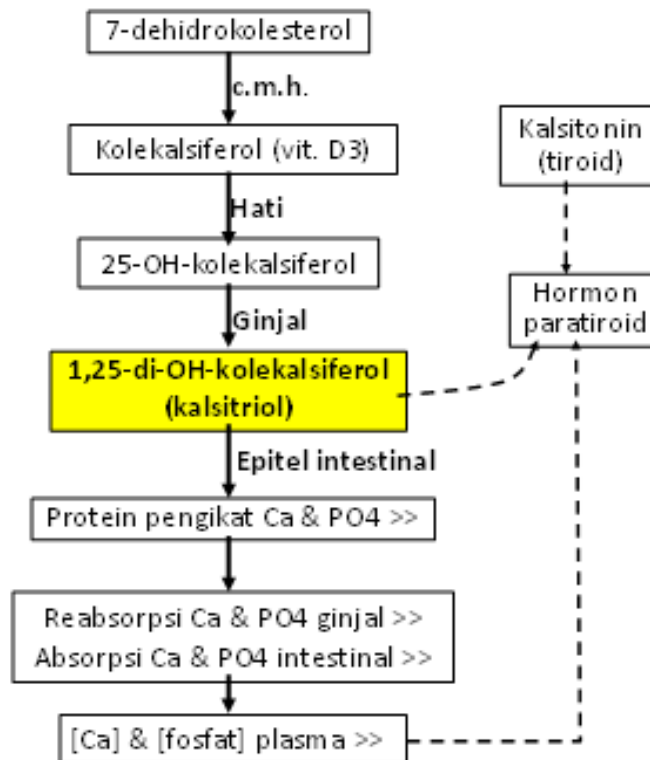 7-dehidrokolesterol
c.m.h.
Kolekalsiferol (vit. D3)
Hati
25-OH-kolekalsiferol
Ginjal
1,25-di-OH-kolekalsiferol
(kalsitriol)
Epitel intestinal
Protein pengikat Ca & PO4 >>
Reabsorpsi Ca & PO4 ginjal >>
Absorpsi Ca & PO4 intestinal >>
[Ca] & [fosfat] plasma >>
Kalsitonin
(tiroid)
Hormon
paratiroid